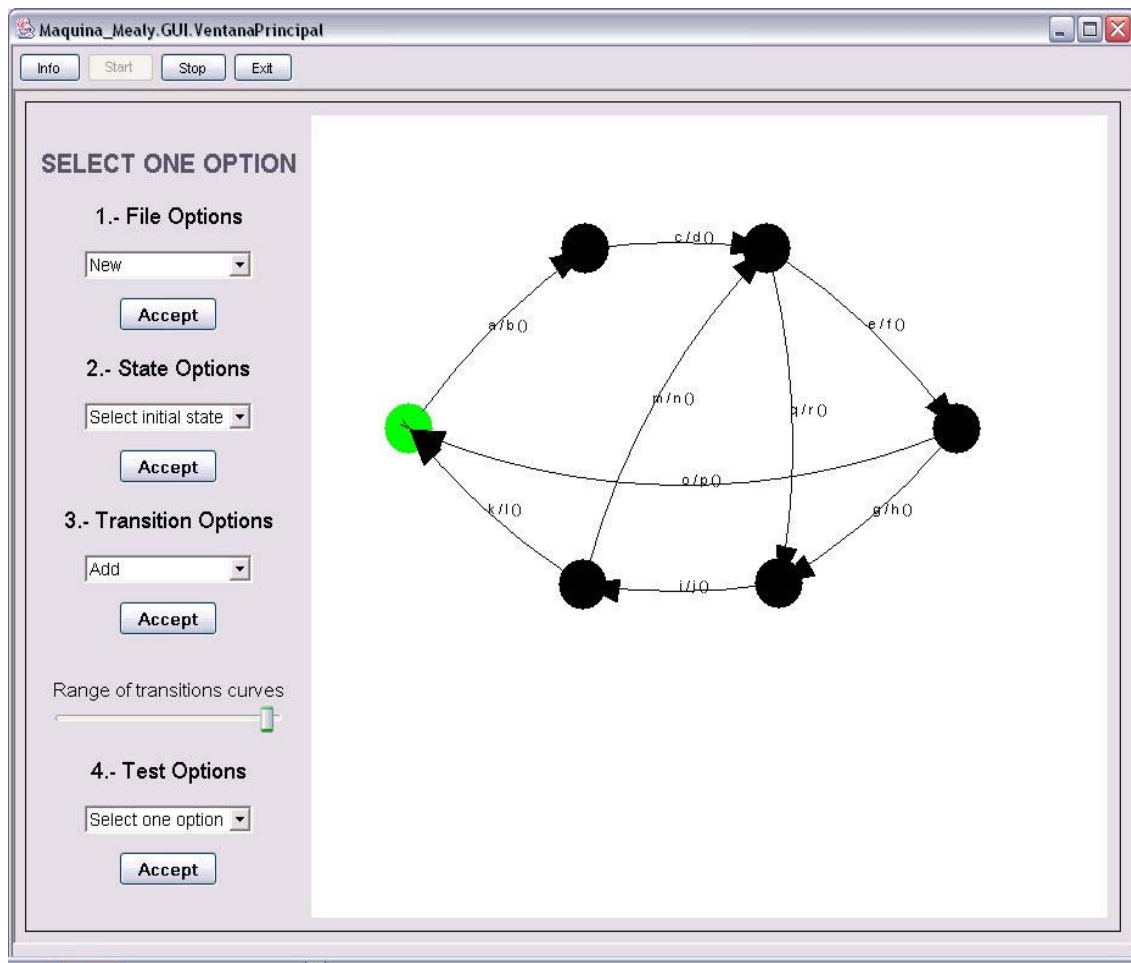 Maquina_Mealy.GUI.VentanaPrincipal
Info Start Stop Exit
SELECT ONE OPTION
1.- File Options
New
Accept
2.- State Options
Select initial state
Accept
3.- Transition Options
Add
Accept
Range of transitions curves
4.- Test Options
Select one option
Accept
c/d()
a/b()
e/f()
m/n()
q/r()
o/p()
k/l()
g/h()
i/j()